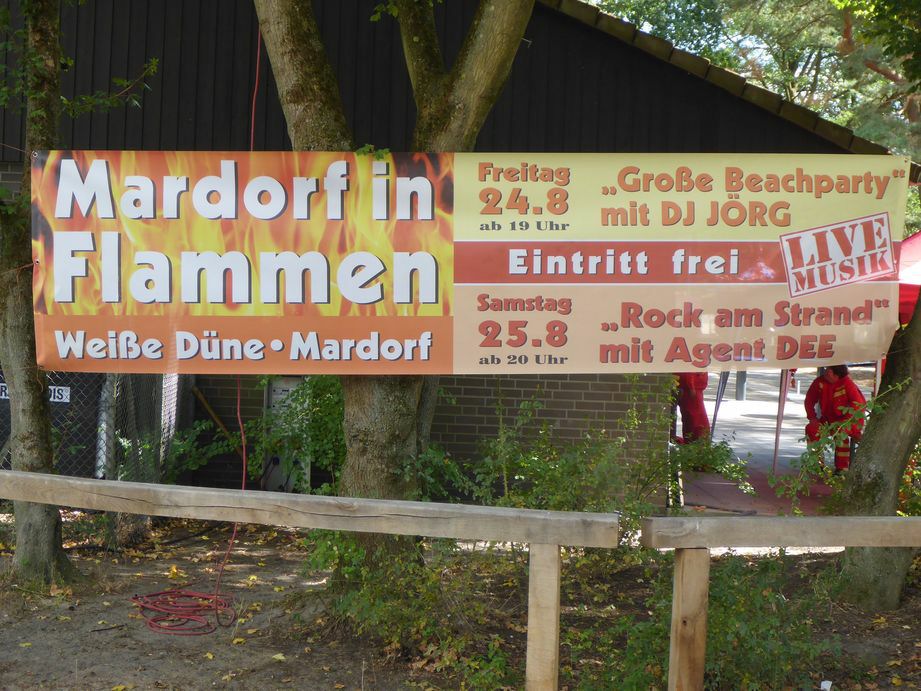 Mardorf in
Flammen
Weiße Düne • Mardorf
Freitag
24.8
ab 19 Uhr
„Große Beachparty“
mit DJ JÖRG
Eintritt frei
LIVE
MUSIK
Samstag
25.8
ab 20 Uhr
„Rock am Strand“
mit Agent DEE